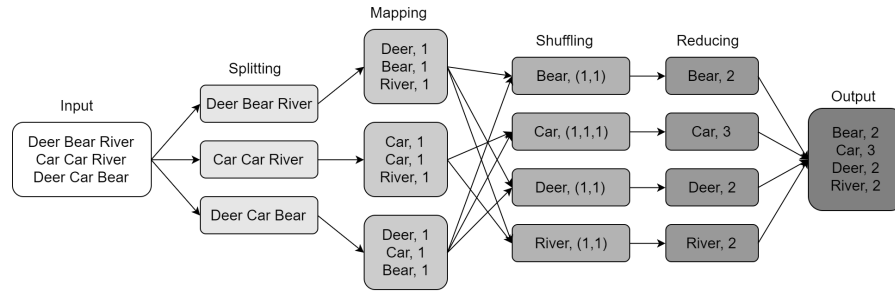 Input
Deer Bear River
Car Car River
Deer Car Bear
Splitting
Deer Bear River
Car Car River
Deer Car Bear
Mapping
Deer, 1
Bear, 1
River, 1
Car, 1
Car, 1
River, 1
Deer, 1
Car, 1
Bear, 1
Shuffling
Bear, (1,1)
Car, (1,1,1)
Deer, (1,1)
River, (1,1)
Reducing
Bear, 2
Car, 3
Deer, 2
River, 2
Output
Bear, 2
Car, 3
Deer, 2
River, 2